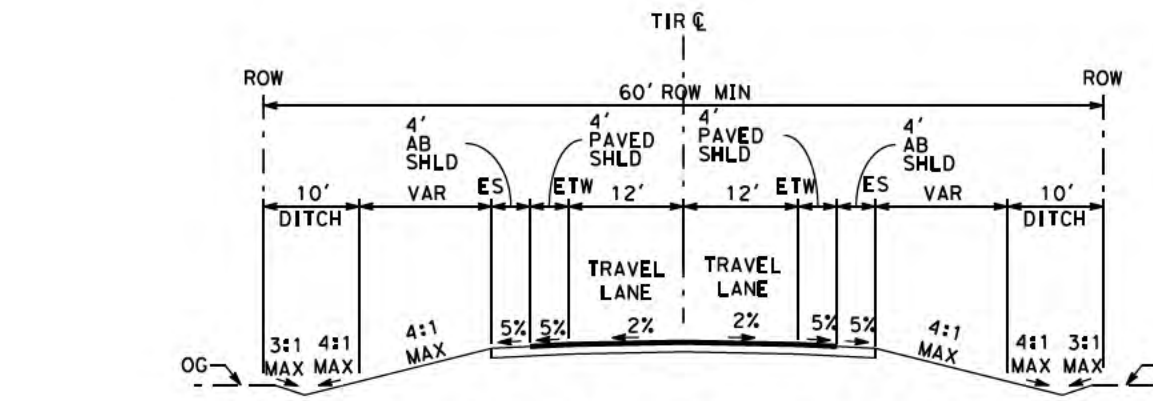 TIR ℄
ROW
ROW
60' ROW MIN
4'
AB
SHLD
4'
PAVED
SHLD
4'
PAVED
SHLD
4'
AB
SHLD
10'
DITCH
VAR
ES
ETW
12'
12'
ETW
ES
VAR
10'
DITCH
TRAVEL
LANE
TRAVEL
LANE
3:1
MAX
4:1
MAX
4:1
MAX
5%
5%
2%
2%
5%
5%
4:1
MAX
4:1
MAX
3:1
MAX
OG